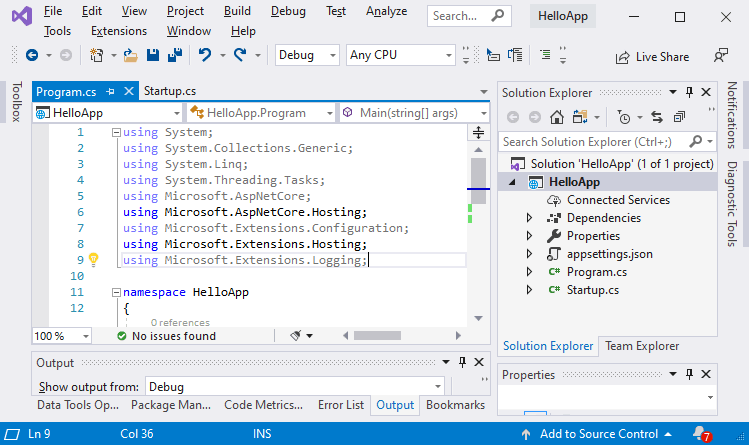 File Edit View Project Build Debug Test Analyze Search... HelloApp
Tools Extensions Window Help
Debug Any CPU Live Share
Toolbox
Program.cs Startup.cs
HelloApp HelloApp.Program Main(string[] args)
1 using System;
2 using System.Collections.Generic;
3 using System.Linq;
4 using System.Threading.Tasks;
5 using Microsoft.AspNetCore;
6 using Microsoft.AspNetCore.Hosting;
7 using Microsoft.Extensions.Configuration;
8 using Microsoft.Extensions.Hosting;
9 using Microsoft.Extensions.Logging;
10
11 namespace HelloApp
12 {
0 references
100 % No issues found
Output
Show output from: Debug
Data Tools Op... Package Man... Code Metrics... Error List Output Bookmarks
Solution Explorer
Search Solution Explorer (Ctrl+;)
Solution 'HelloApp' (1 of 1 project)
HelloApp
Connected Services
Dependencies
Properties
appsettings.json
C# Program.cs
C# Startup.cs
Solution Explorer Team Explorer
Properties
Notifications
Diagnostic Tools
Ln 9 Col 36 INS Add to Source Control 7